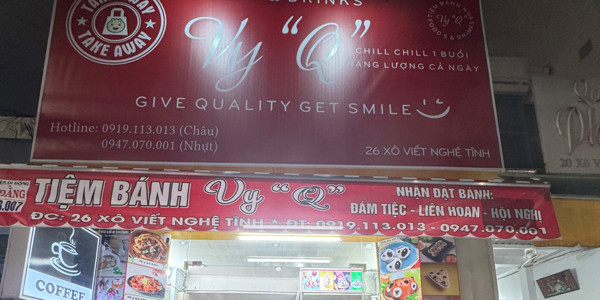 & DRINKS
TAKE AWAY
TAKE AWAY
Vy "Q"
CHILL CHILL 1 BUỔI
NĂNG LƯỢNG CẢ NGÀY
GIVE QUALITY GET SMILE
Hotline: 0919.113.013 (Châu)
0947.070.001 (Nhựt)
26 XÔ VIẾT NGHỆ TĨNH
TIỆM BÁNH Vy "Q"
NHẬN ĐẶT BÁNH:
ĐÁM TIỆC - LIÊN HOAN - HỘI NGHỊ
ĐC: 26 XÔ VIẾT NGHỆ TĨNH * ĐT: 0919.113.013 - 0947.070.001
COFFEE